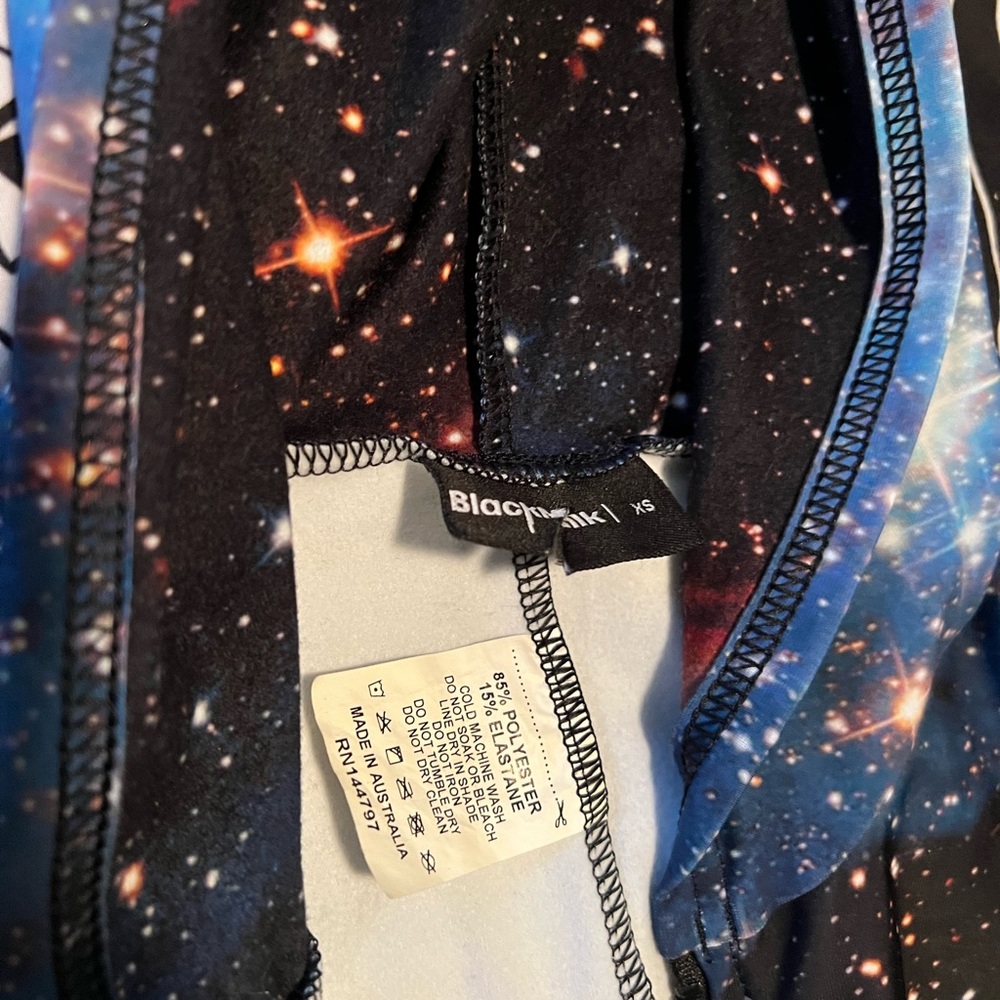 XS
85% POLYESTER
15% ELASTANE
COLD MACHINE WASH
DO NOT SOAK OR BLEACH
LINE DRY IN SHADE
DO NOT IRON
DO NOT TUMBLE DRY
DO NOT DRY CLEAN
MADE IN AUSTRALIA
RN144797